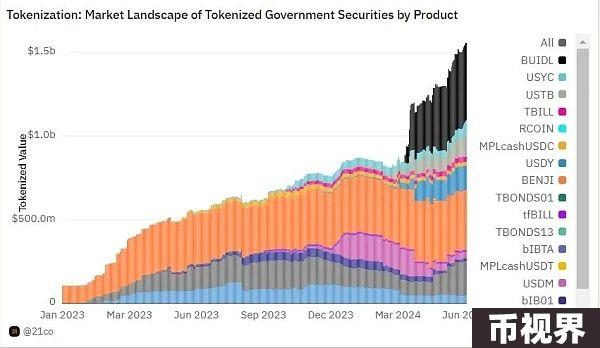 Tokenization: Market Landscape of Tokenized Government Securities by Product
$1.5b
$1.0b
$500.m
0
Tokenized Value
Jan 2023
Mar 2023
Jun 2023
Sep 2023
Dec 2023
Mar 2024
Jun 20
All
BUIDL
USYC
USTB
TBILL
RCOIN
MPLcashUSDC
USDY
BENJI
TBONDS01
tfBILL
TBONDS13
bIBTA
MPLcashUSDT
USDM
bIB01
@21co
币视界